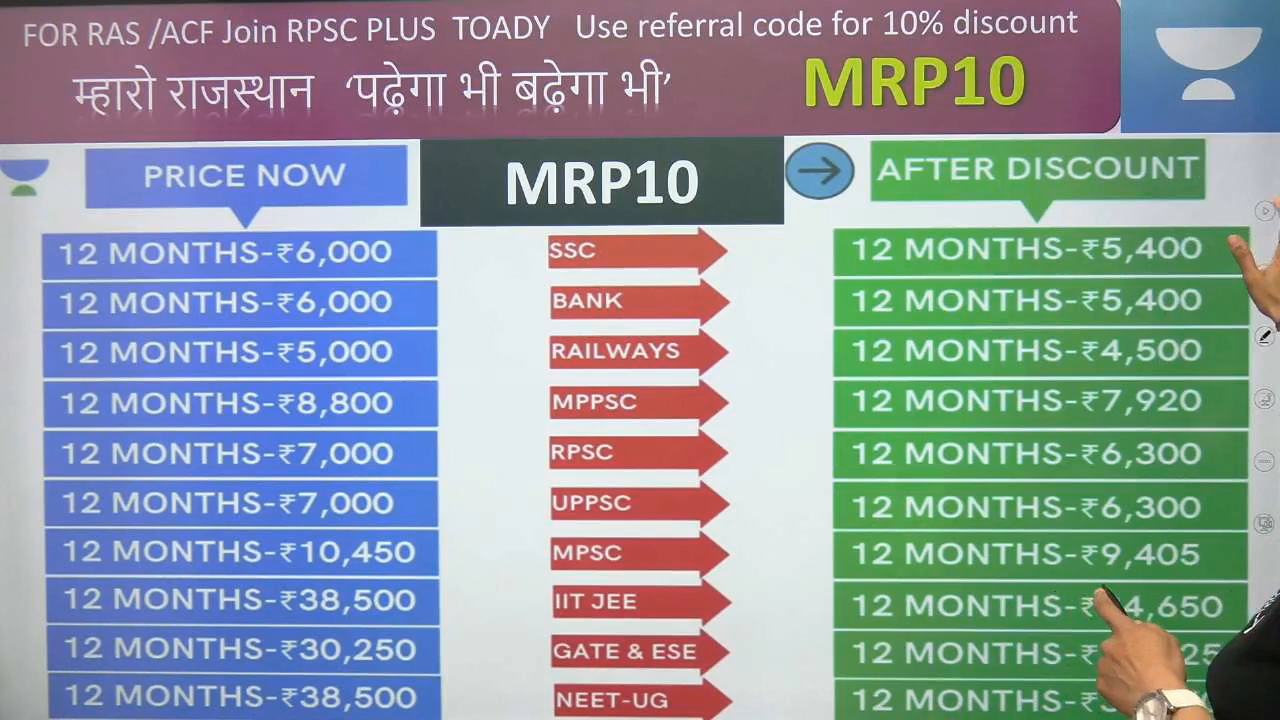 FOR RAS /ACF Join RPSC PLUS TOADY Use referral code for 10% discount
म्हारो राजस्थान ‘पढ़ेगा भी बढ़ेगा भी’ MRP10
PRICE NOW MRP10 AFTER DISCOUNT
12 MONTHS-₹6,000 SSC 12 MONTHS-₹5,400
12 MONTHS-₹6,000 BANK 12 MONTHS-₹5,400
12 MONTHS-₹5,000 RAILWAYS 12 MONTHS-₹4,500
12 MONTHS-₹8,800 MPPSC 12 MONTHS-₹7,920
12 MONTHS-₹7,000 RPSC 12 MONTHS-₹6,300
12 MONTHS-₹7,000 UPPSC 12 MONTHS-₹6,300
12 MONTHS-₹10,450 MPSC 12 MONTHS-₹9,405
12 MONTHS-₹38,500 IIT JEE 12 MONTHS-
12 MONTHS-₹30,250 GATE & ESE 12 MONTHS-
12 MONTHS-₹38,500 NEET-UG 12 MONTHS-